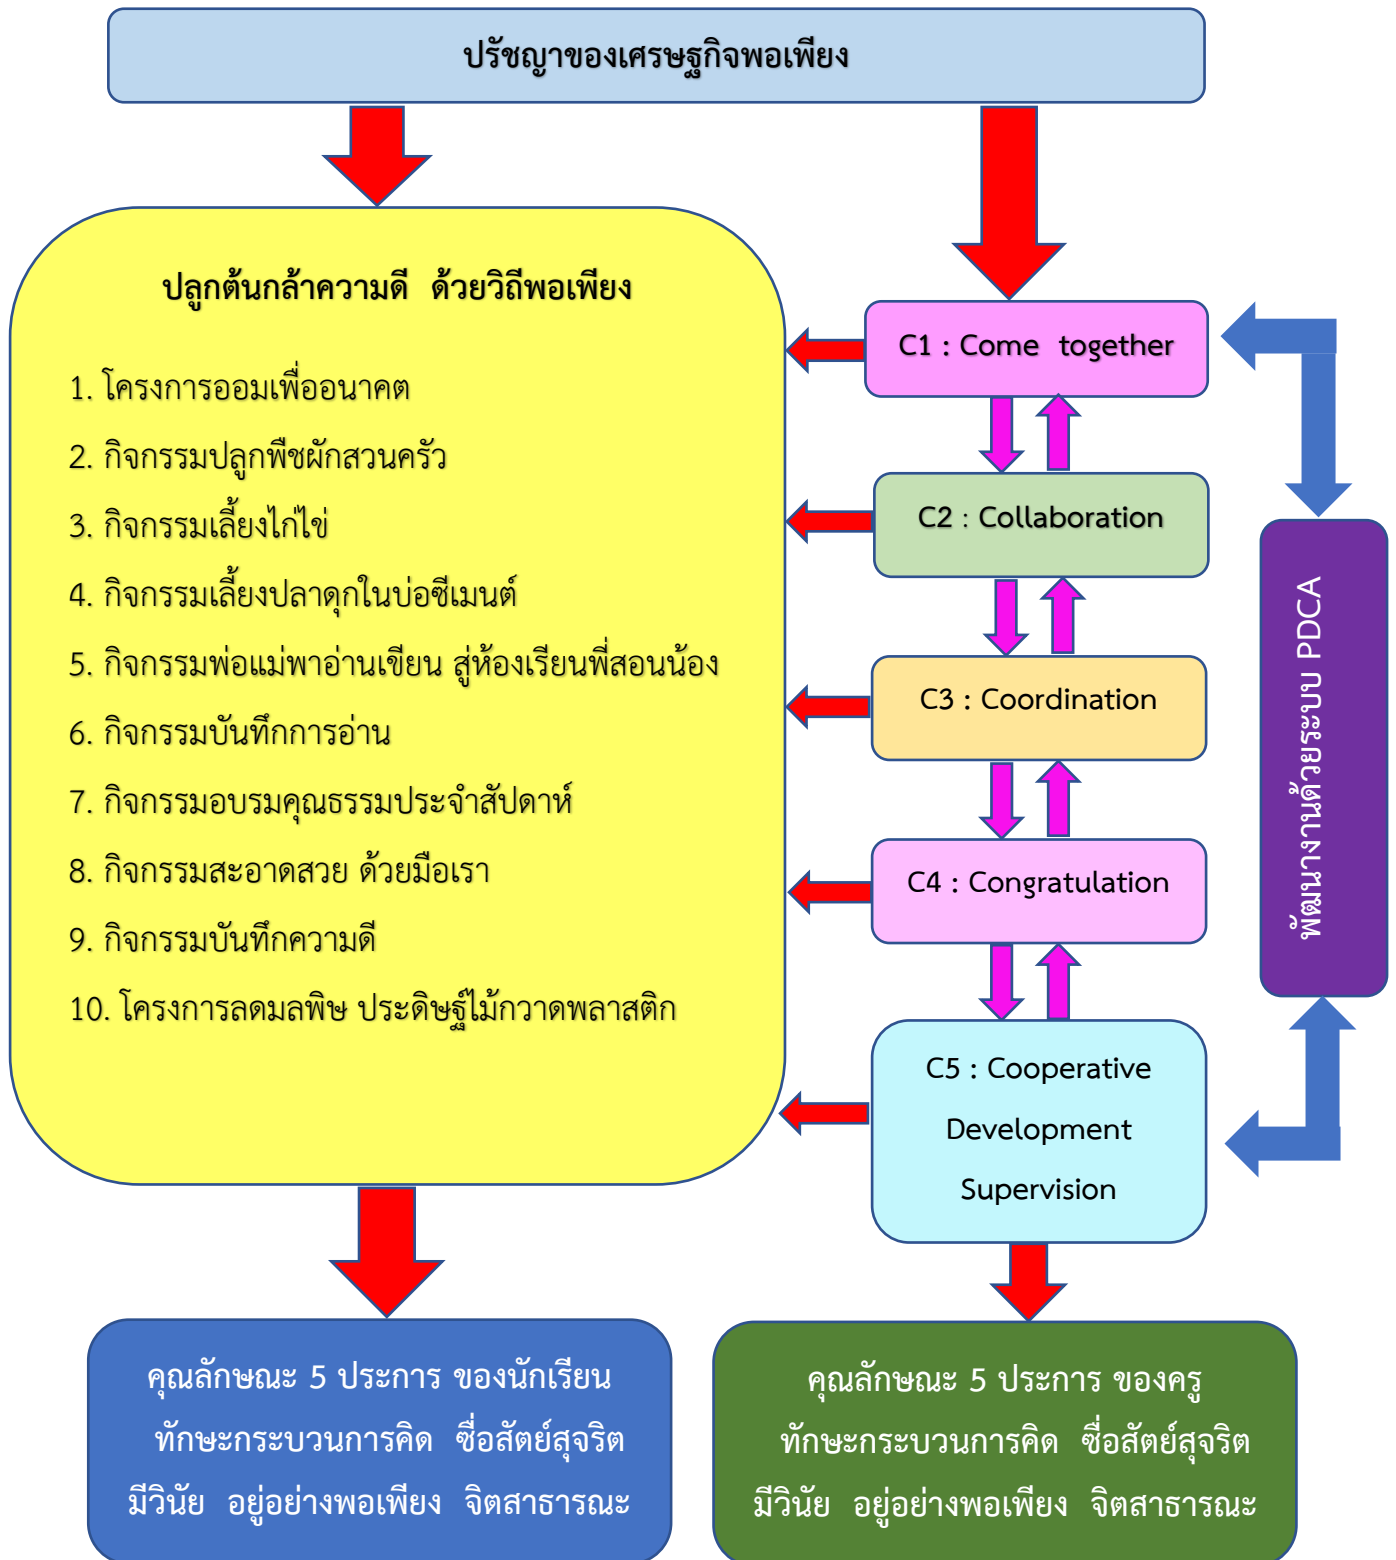 ปรัชญาของเศรษฐกิจพอเพียง
ปลูกต้นกล้าความดี ด้วยวิถีพอเพียง
1. โครงการออมเพื่ออนาคต
2. กิจกรรมปลูกพืชผักสวนครัว
3. กิจกรรมเลี้ยงไก่ไข่
4. กิจกรรมเลี้ยงปลาดุกในบ่อซีเมนต์
5. กิจกรรมพ่อแม่พาอ่านเขียน สู่ห้องเรียนพี่สอนน้อง
6. กิจกรรมบันทึกการอ่าน
7. กิจกรรมอบรมคุณธรรมประจำสัปดาห์
8. กิจกรรมสะอาดสวย ด้วยมือเรา
9. กิจกรรมบันทึกความดี
10. โครงการลดมลพิษ ประดิษฐ์ไม้กวาดพลาสติก
C1 : Come together
C2 : Collaboration
C3 : Coordination
C4 : Congratulation
C5 : Cooperative
Development
Supervision
พัฒนางานด้วยระบบ PDCA
คุณลักษณะ 5 ประการ ของนักเรียน
ทักษะกระบวนการคิด ซื่อสัตย์สุจริต
มีวินัย อยู่อย่างพอเพียง จิตสาธารณะ
คุณลักษณะ 5 ประการ ของครู
ทักษะกระบวนการคิด ซื่อสัตย์สุจริต
มีวินัย อยู่อย่างพอเพียง จิตสาธารณะ